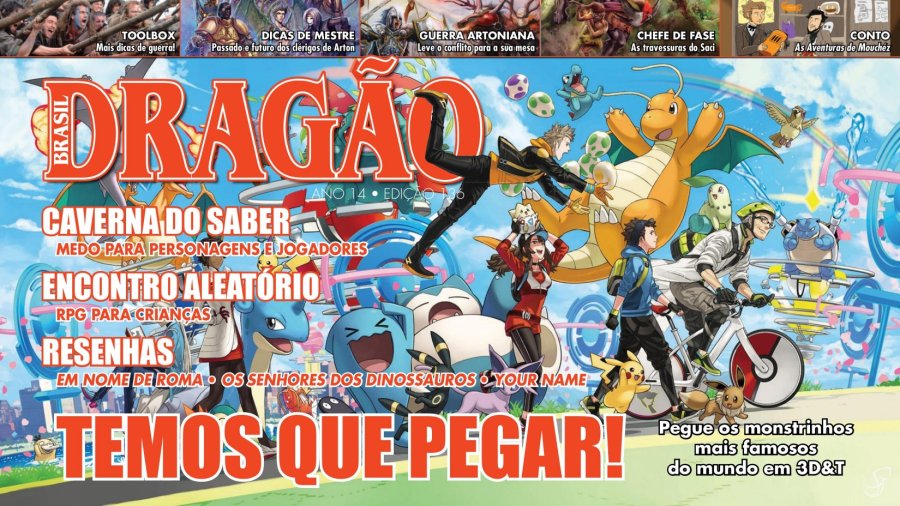 TOOLBOX
Mais dicas de guerra!
DICAS DE MESTRE
Passado e futuro dos clérigos de Arton
GUERRA ARTONIANA
Leve o conflito para a sua mesa
CHEFE DE FASE
As travessuras do Saci
CONTO
As Aventuras de Mouchez
DRAGÃO
BRASIL
ANO 14 • EDIÇÃO 136
CAVERNA DO SABER
MEDO PARA PERSONAGENS E JOGADORES
ENCONTRO ALEATÓRIO
RPG PARA CRIANÇAS
RESENHAS
EM NOME DE ROMA • OS SENHORES DOS DINOSSAUROS • YOUR NAME
TEMOS QUE PEGAR!
Pegue os monstrinhos
mais famosos
do mundo em 3D&T